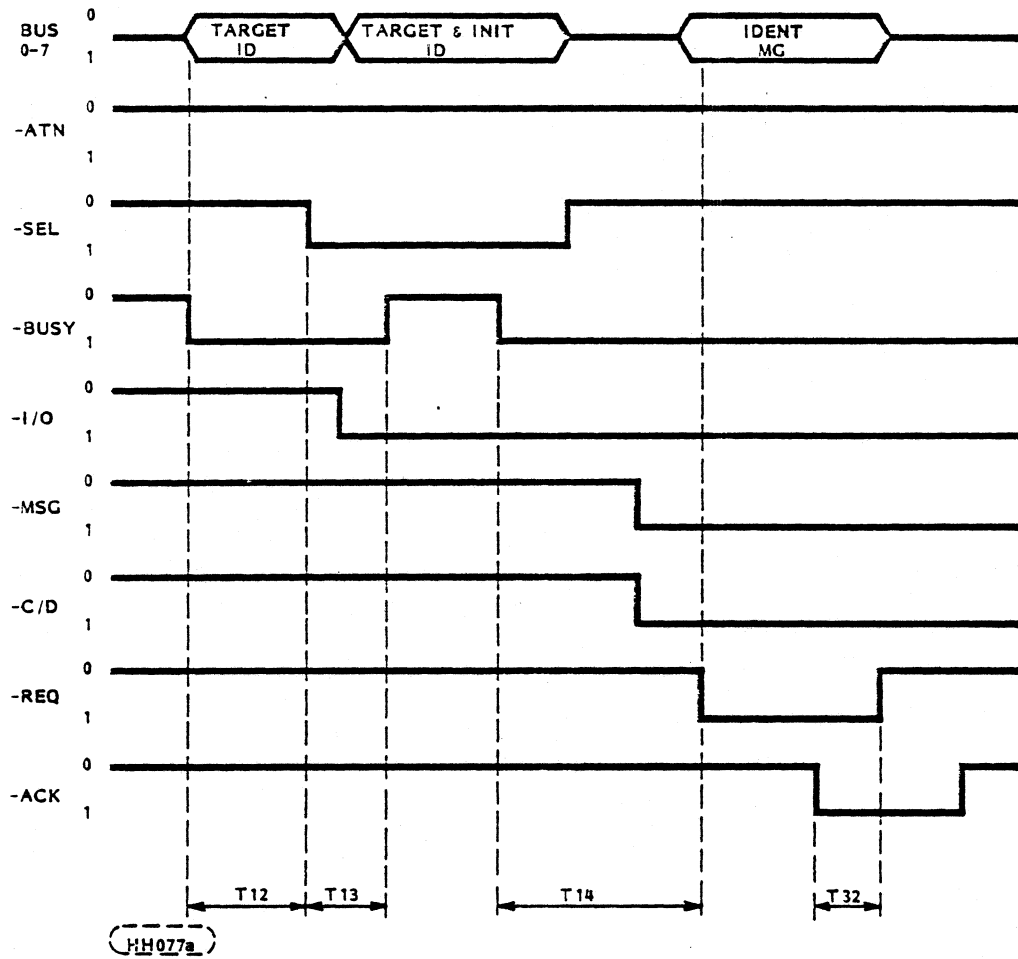 BUS
0-7
0
1
TARGET
ID
TARGET & INIT
ID
IDENT
MG
-ATN
0
1
-SEL
0
1
-BUSY
0
1
-I/O
0
1
-MSG
0
1
-C/D
0
1
-REQ
0
1
-ACK
0
1
T12
T13
T14
T32
HH077a